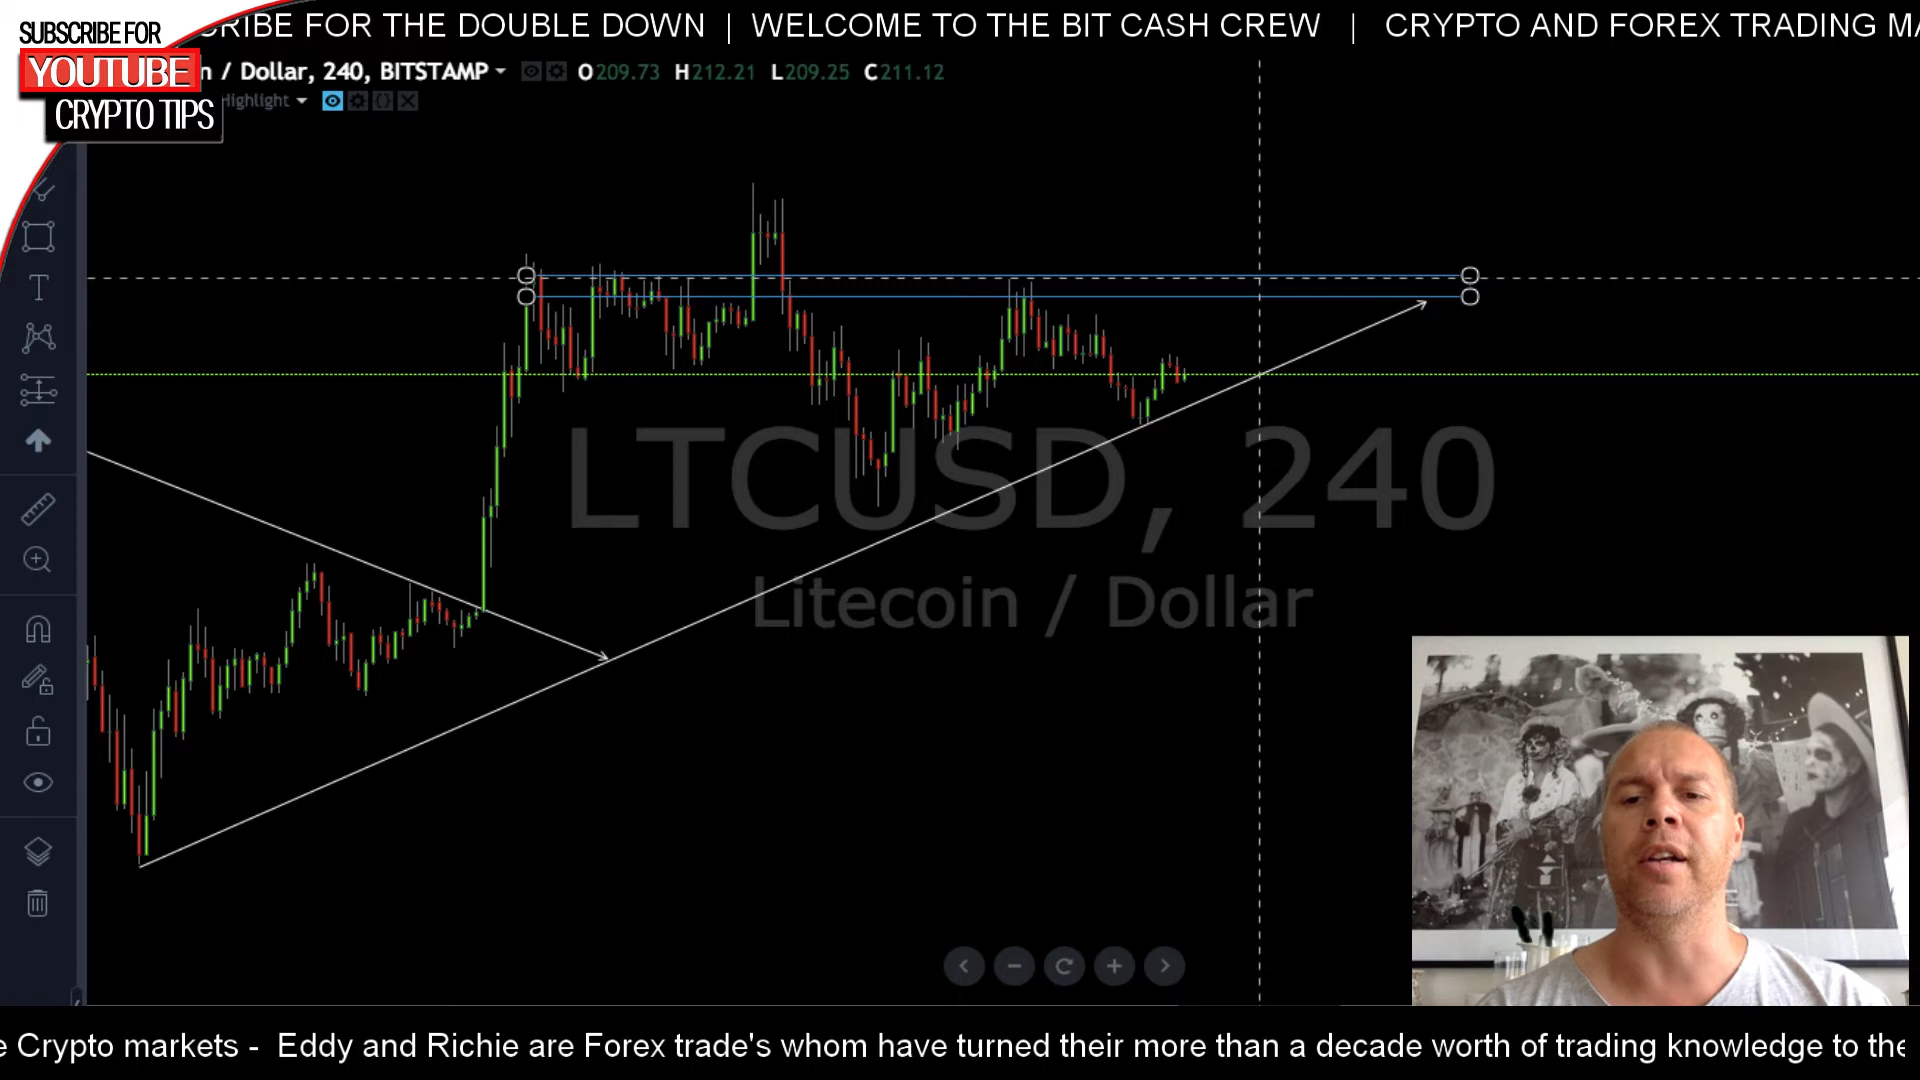 CRIBE FOR THE DOUBLE DOWN | WELCOME TO THE BIT CASH CREW | CRYPTO AND FOREX TRADING MA
SUBSCRIBE FOR
YOUTUBE
CRYPTO TIPS
n / Dollar, 240, BITSTAMP O209.73 H212.21 L209.25 C211.12
Highlight
LTCUSD, 240
Litecoin / Dollar
e Crypto markets - Eddy and Richie are Forex trade's whom have turned their more than a decade worth of trading knowledge to the